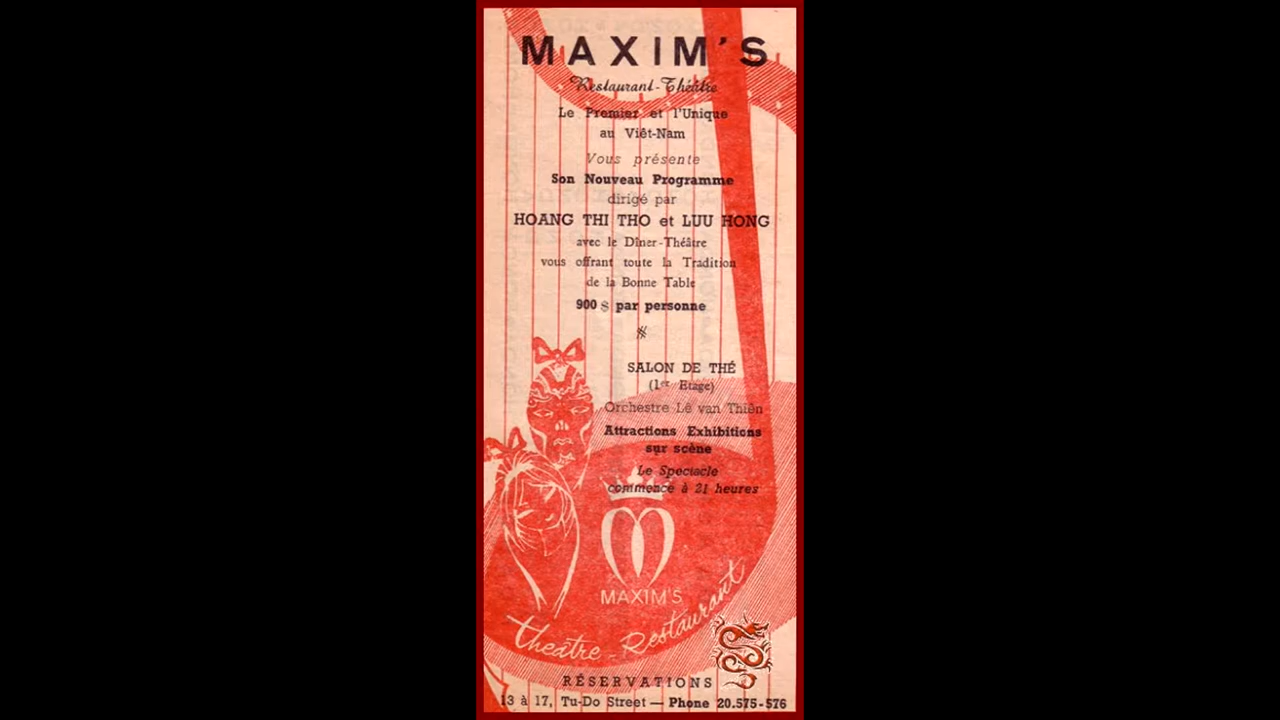 MAXIM'S
Restaurant-Théâtre
Le Premier et l'Unique
au Viêt-Nam
Vous présente
Son Nouveau Programme
dirigé par
HOANG THI THO et LUU HONG
avec le Dîner-Théâtre
vous offrant toute la Tradition
de la Bonne Table
900 $ par personne
SALON DE THÉ
(1er Etage)
Orchestre Lê van Thiên
Attractions Exhibitions
sur scène
Le Spectacle
commence à 21 heures
MAXIM'S
theatre-Restaurant
RÉSERVATIONS
13 à 17, Tu-Do Street — Phone 20.575-576